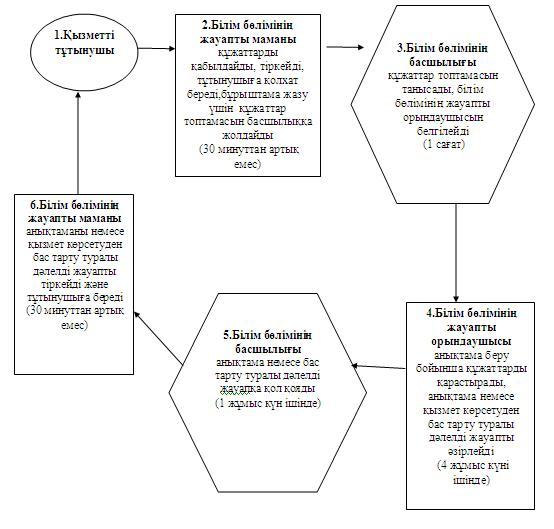 1.Қызметті
тұтынушы
2.Білім бөлімінің
жауапты маманы
құжаттарды
қабылдайды, тіркейді,
тұтынушыға қолхат
береді,бұрыштама жазу
үшін құжаттар
топтамасын басшылыққа
жолдайды
(30 минуттан артық
емес)
3.Білім бөлімінің
басшылығы
құжаттар топтамасын
танысады, білім
бөлімінің жауапты
орындаушысын
белгілейді
(1 сағат)
4.Білім бөлімінің
жауапты
орындаушысы
анықтама беру
бойынша құжаттарды
қарастырады,
анықтама немесе
қызмет көрсетуден
бас тарту туралы
дәлелді жауапты
әзірлейді
(4 жұмыс күні
ішінде)
5.Білім бөлімінің
басшылығы
анықтама немесе бас
тарту туралы дәлелді
жауапқа қол қояды
(1 жұмыс күн ішінде)
6.Білім бөлімінің
жауапты маманы
анықтаманы немесе
қызмет көрсетуден
бас тарту туралы
дәлелді жауапты
тіркейді және
тұтынушыға береді
(30 минуттан артық
емес)